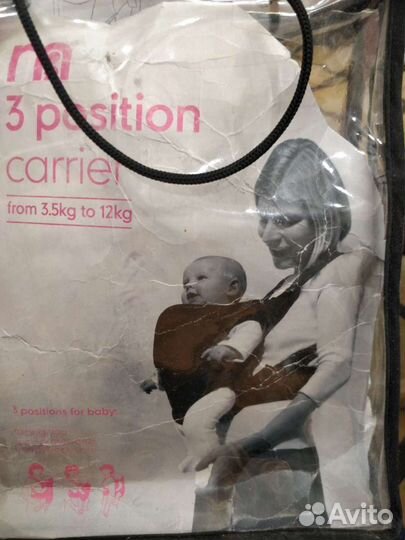 m
3 position
carrier
from 3.5kg to 12kg
3 positions for baby:
Avito